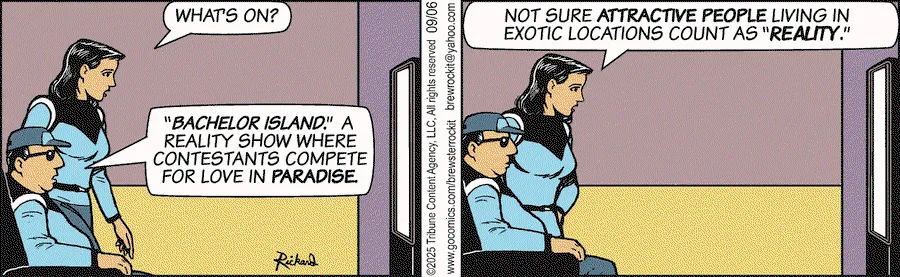 WHAT'S ON?
"BACHELOR ISLAND." A
REALITY SHOW WHERE
CONTESTANTS COMPETE
FOR LOVE IN PARADISE.
Rickard
©2025 Tribune Content Agency, LLC, All rights reserved 09/06
www.gocomics.com/brewsterrockit brewrockit@yahoo.com
NOT SURE ATTRACTIVE PEOPLE LIVING IN
EXOTIC LOCATIONS COUNT AS "REALITY."